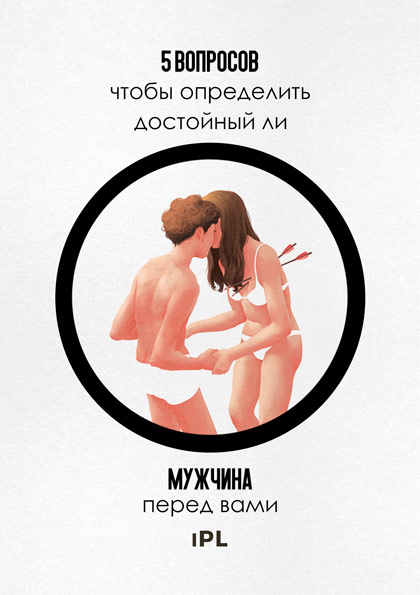 5 ВОПРОСОВ
чтобы определить
достойный ли
МУЖЧИНА
перед вами
iPL